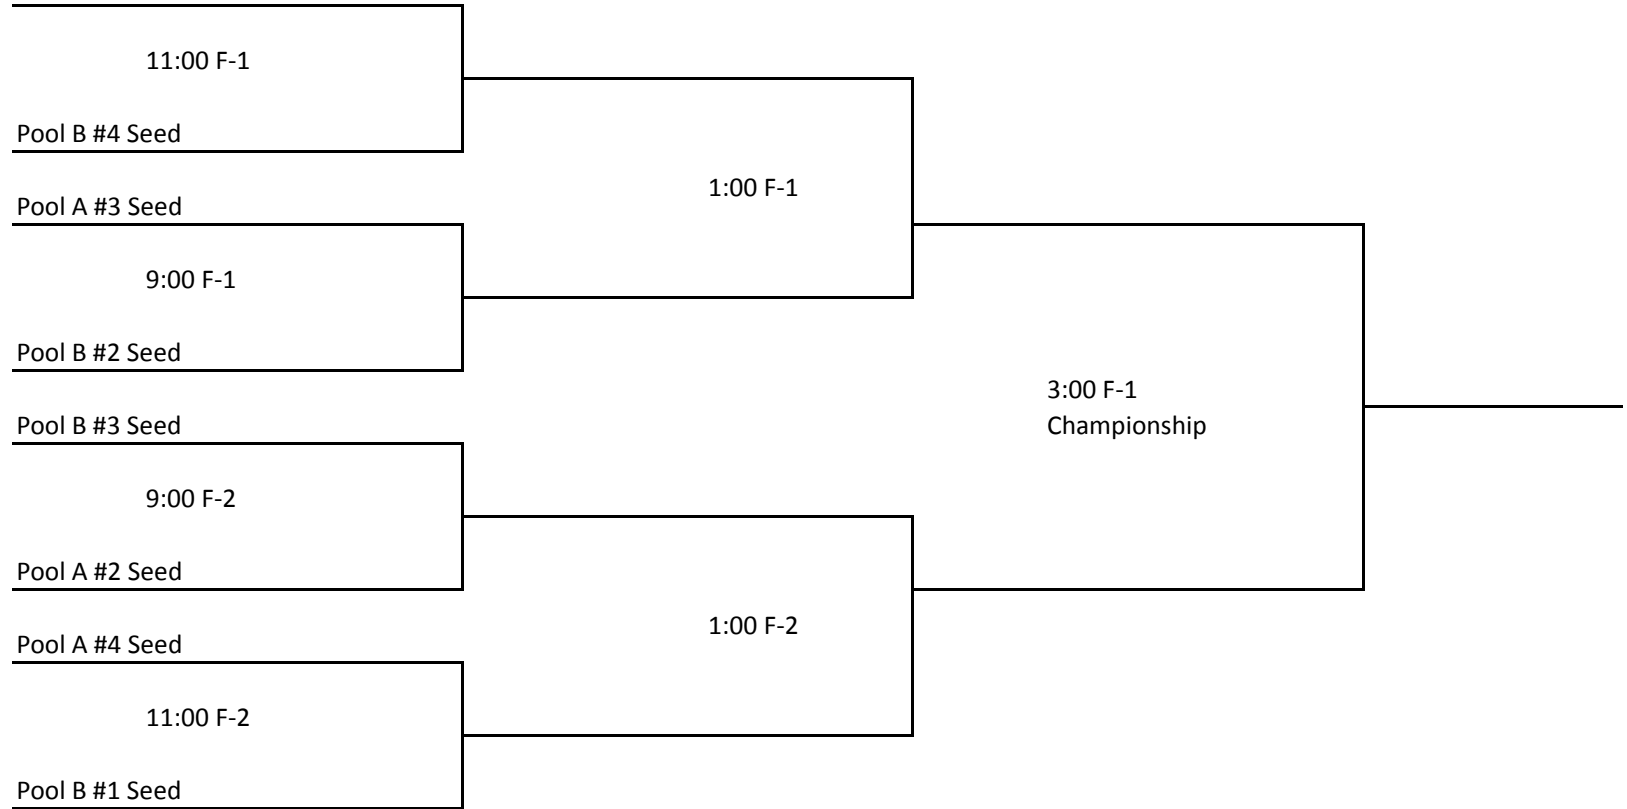 11:00 F-1
Pool B #4 Seed
1:00 F-1
Pool A #3 Seed
9:00 F-1
Pool B #2 Seed
3:00 F-1
Championship
Pool B #3 Seed
9:00 F-2
Pool A #2 Seed
1:00 F-2
Pool A #4 Seed
11:00 F-2
Pool B #1 Seed